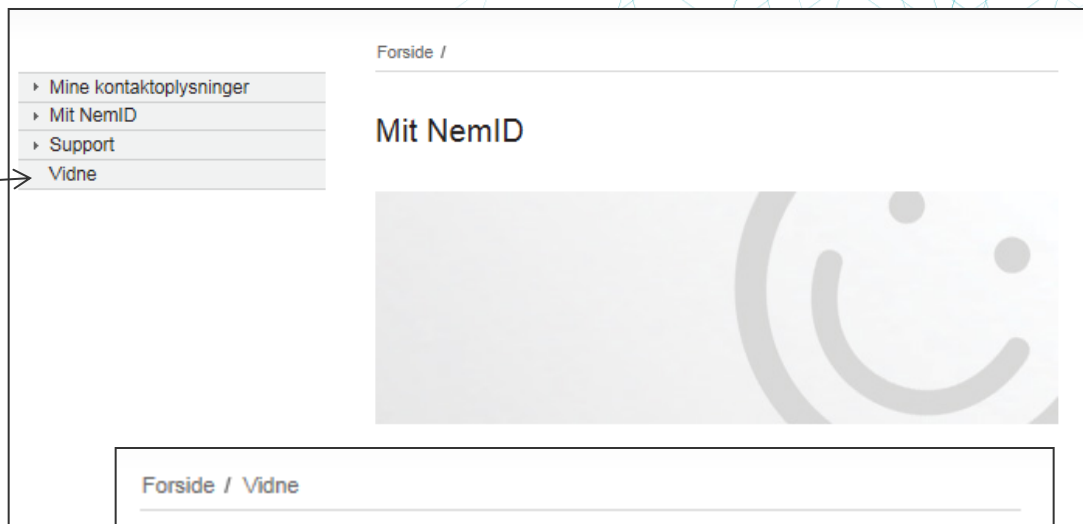 Forside /
Mine kontaktoplysninger
Mit NemID
Support
Vidne
Mit NemID
Forside / Vidne